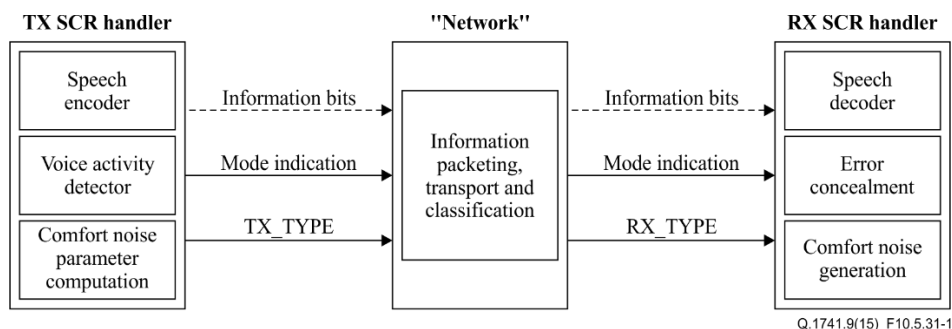 TX SCR handler
"Network"
RX SCR handler
Speech
encoder
Information bits
Information bits
Speech
decoder
Voice activity
detector
Mode indication
Information
packeting,
transport and
classification
Mode indication
Error
concealment
Comfort noise
parameter
computation
TX_TYPE
RX_TYPE
Comfort noise
generation
Q.1741.9(15)_F10.5.31-1